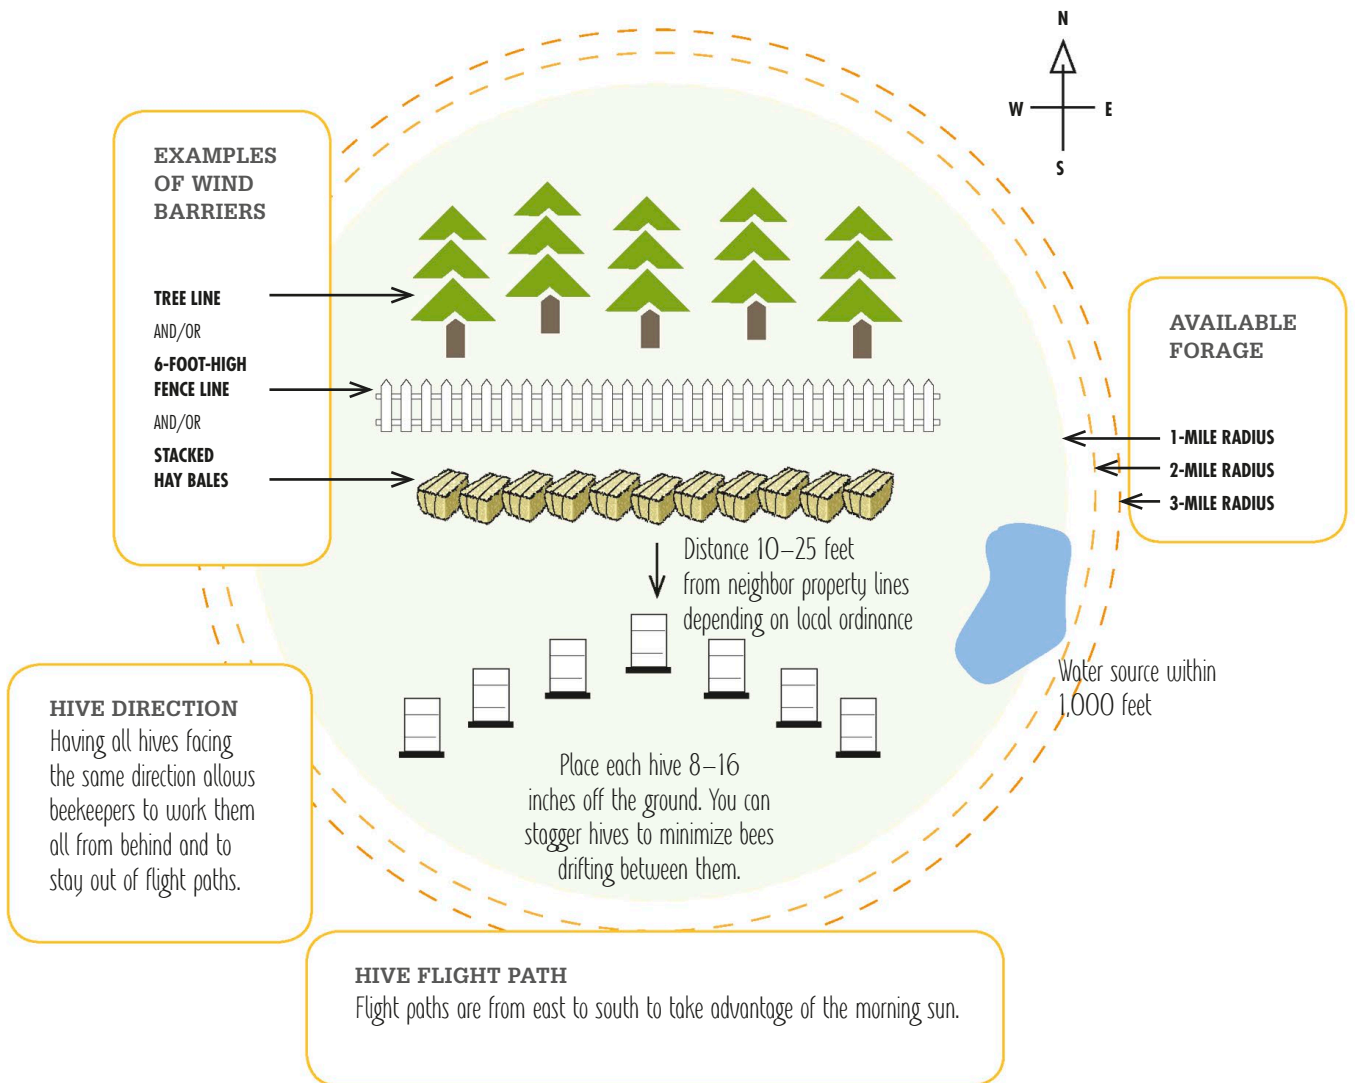 N
W
E
S
EXAMPLES
OF WIND
BARRIERS
TREE LINE
AND/OR
6-FOOT-HIGH
FENCE LINE
AND/OR
STACKED
HAY BALES
AVAILABLE
FORAGE
1-MILE RADIUS
2-MILE RADIUS
3-MILE RADIUS
Distance 10–25 feet
from neighbor property lines
depending on local ordinance
Water source within
1,000 feet
HIVE DIRECTION
Having all hives facing
the same direction allows
beekeepers to work them
all from behind and to
stay out of flight paths.
Place each hive 8–16
inches off the ground. You can
stagger hives to minimize bees
drifting between them.
HIVE FLIGHT PATH
Flight paths are from east to south to take advantage of the morning sun.